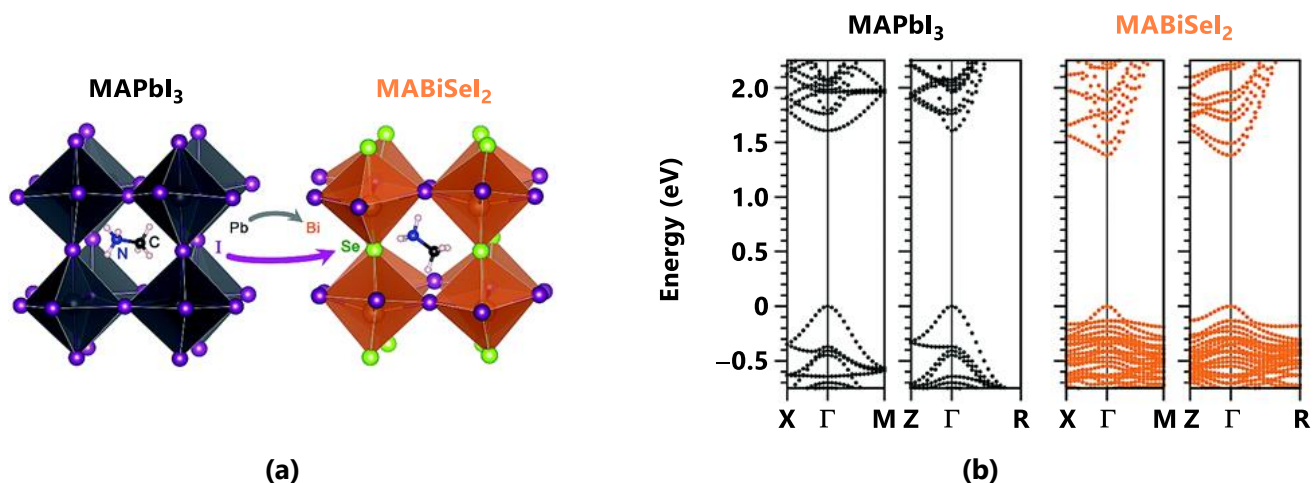 MAPbI₃
MABiSeI₂
Pb
Bi
Se
I
N
C
(a)
MAPbI₃
MABiSeI₂
Energy (eV)
2.0
1.5
1.0
0.5
0
−0.5
X Γ M Z Γ R
X Γ M Z Γ R
(b)